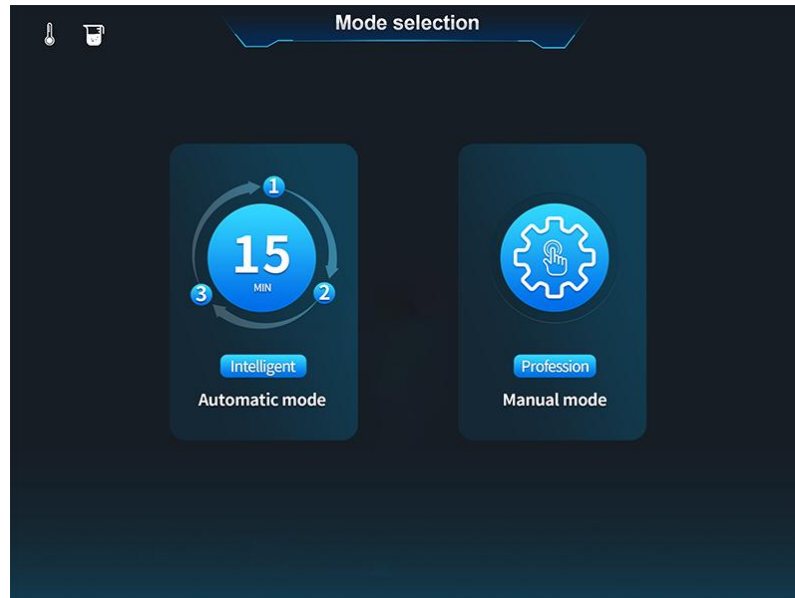 Mode selection
1
15
MIN
3
2
Intelligent
Automatic mode
Profession
Manual mode